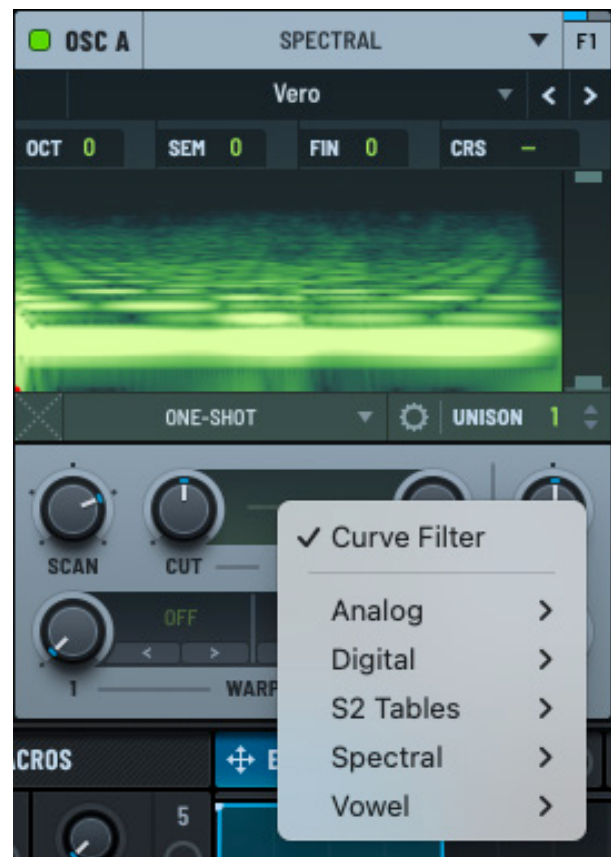 OSC A SPECTRAL F1
Vero
OCT 0 SEM 0 FIN 0 CRS –
ONE-SHOT UNISON 1
SCAN CUT
✓ Curve Filter
Analog
Digital
S2 Tables
Spectral
Vowel
OFF
1 WARP
CROS E
5